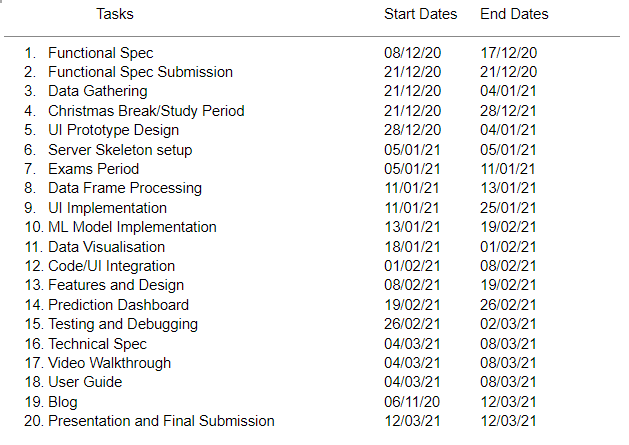 Tasks Start Dates End Dates
1. Functional Spec 08/12/20 17/12/20
2. Functional Spec Submission 21/12/20 21/12/20
3. Data Gathering 21/12/20 04/01/21
4. Christmas Break/Study Period 21/12/20 28/12/21
5. UI Prototype Design 28/12/20 04/01/21
6. Server Skeleton setup 05/01/21 05/01/21
7. Exams Period 05/01/21 11/01/21
8. Data Frame Processing 11/01/21 13/01/21
9. UI Implementation 11/01/21 25/01/21
10. ML Model Implementation 13/01/21 19/02/21
11. Data Visualisation 18/01/21 01/02/21
12. Code/UI Integration 01/02/21 08/02/21
13. Features and Design 08/02/21 19/02/21
14. Prediction Dashboard 19/02/21 26/02/21
15. Testing and Debugging 26/02/21 02/03/21
16. Technical Spec 04/03/21 08/03/21
17. Video Walkthrough 04/03/21 08/03/21
18. User Guide 04/03/21 08/03/21
19. Blog 06/11/20 12/03/21
20. Presentation and Final Submission 12/03/21 12/03/21